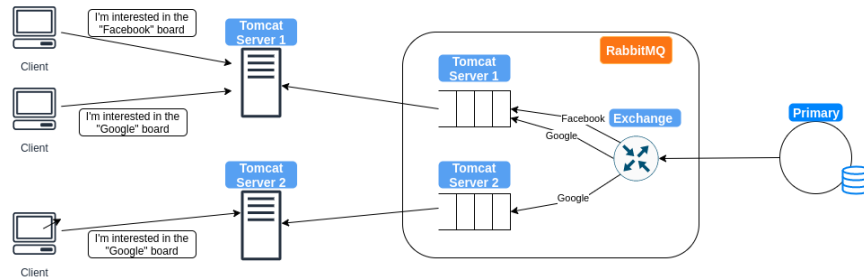 I'm interested in the
"Facebook" board
Client
Tomcat
Server 1
I'm interested in the
"Google" board
Client
Tomcat
Server 2
I'm interested in the
"Google" board
Client
RabbitMQ
Tomcat
Server 1
Facebook
Google
Exchange
Tomcat
Server 2
Google
Primary